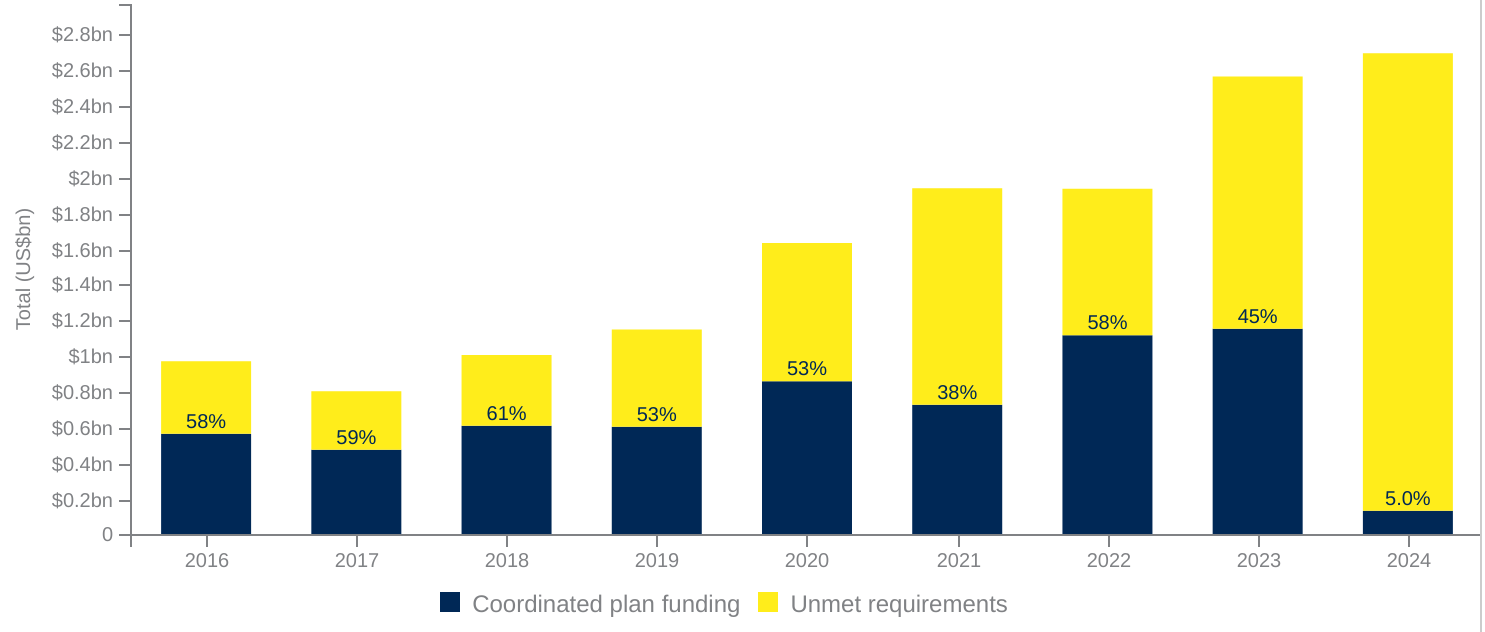 Total (US$bn)
$2.8bn
$2.6bn
$2.4bn
$2.2bn
$2bn
$1.8bn
$1.6bn
$1.4bn
$1.2bn
$1bn
$0.8bn
$0.6bn
$0.4bn
$0.2bn
0
58%
59%
61%
53%
53%
38%
58%
45%
5.0%
2016 2017 2018 2019 2020 2021 2022 2023 2024
Coordinated plan funding Unmet requirements